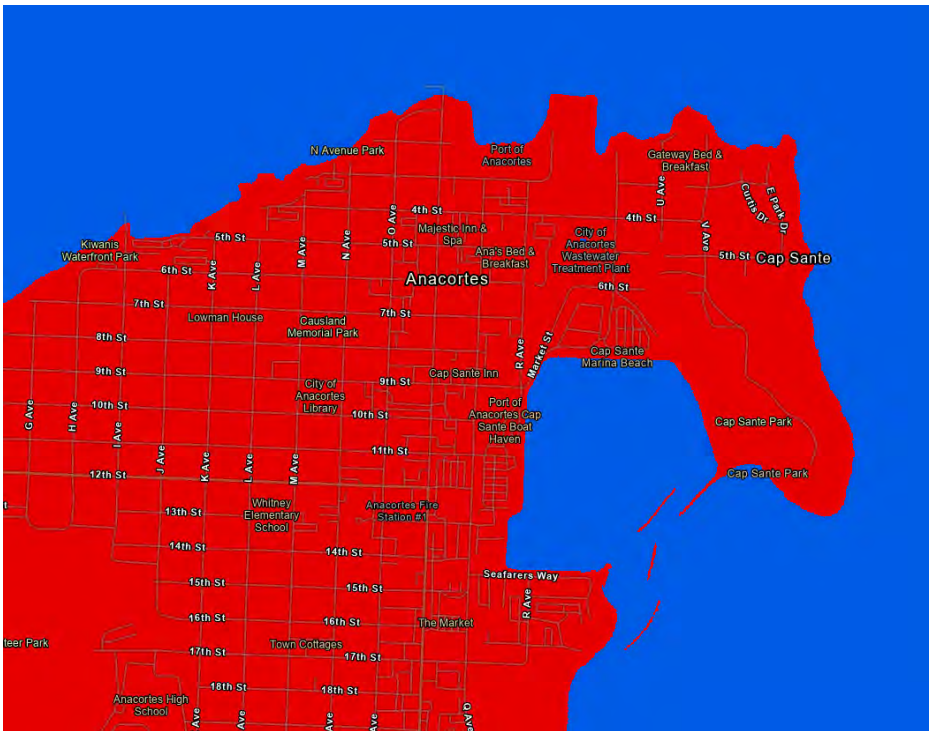 N Avenue Park
Port of
Anacortes
Gateway Bed &
Breakfast
U Ave
Curtis Dr
E Park Dr
4th St
4th St
O Ave
V Ave
Majestic Inn &
Spa
City of
Anacortes
Wastewater
Treatment Plant
5th St
5th St
5th St
Kiwanis
Waterfront Park
M Ave
N Ave
Ana's Bed &
Breakfast
Cap Sante
6th St
K Ave
L Ave
Anacortes
6th St
7th St
7th St
Lowman House
Causland
Memorial Park
8th St
R Ave
Market St
Cap Sante
Marina Beach
9th St
9th St
Cap Sante Inn
City of
Anacortes
Library
10th St
10th St
G Ave
H Ave
I Ave
Port of
Anacortes Cap
Sante Boat
Haven
Cap Sante Park
11th St
J Ave
K Ave
L Ave
M Ave
12th St
Cap Sante Park
t
13th St
Whitney
Elementary
School
Anacortes Fire
Station #1
14th St
14th St
Seafarers Way
15th St
15th St
R Ave
16th St
16th St
The Market
teer Park
Town Cottages
17th St
17th St
18th St
18th St
Anacortes High
School
Ave
Ave
Ave
Ave
Q Ave